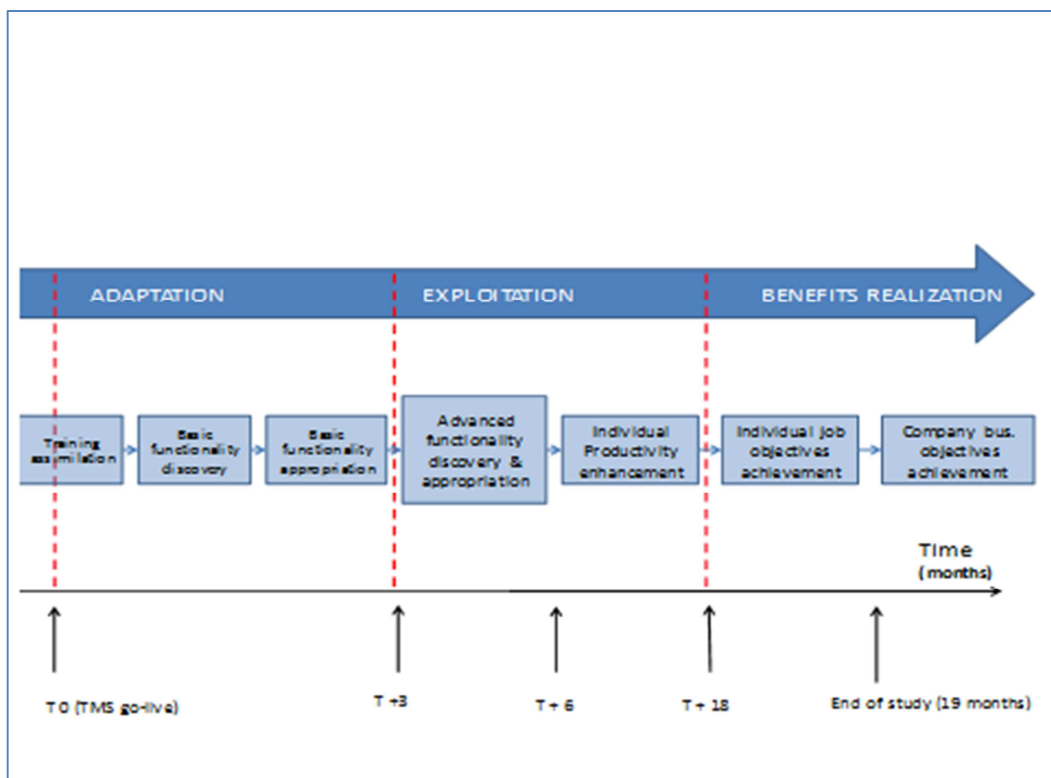 ADAPTATION
EXPLOITATION
BENEFITS REALIZATION
Training
assimilation
Basic
functionality
discovery
Basic
functionality
appropriation
Advanced
functionality
discovery &
appropriation
Individual
Productivity
enhancement
Individual job
objectives
achievement
Company bus.
objectives
achievement
Time
(months)
T0 (TMS go-live)
T +3
T + 6
T + 18
End of study (19 months)